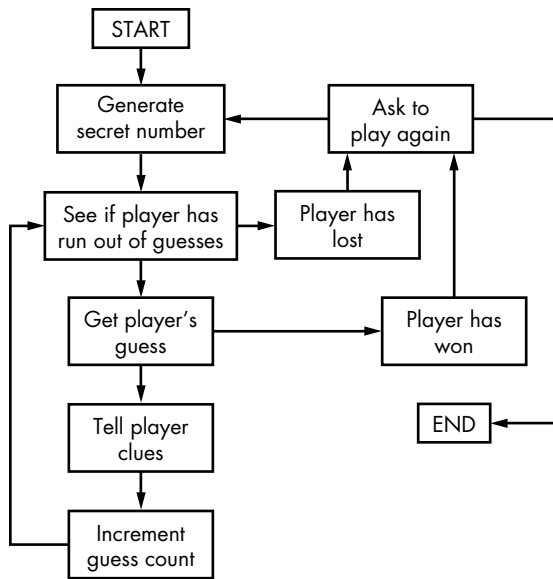 START
Generate
secret number
Ask to
play again
See if player has
run out of guesses
Player has
lost
Get player’s
guess
Player has
won
Tell player
clues
END
Increment
guess count